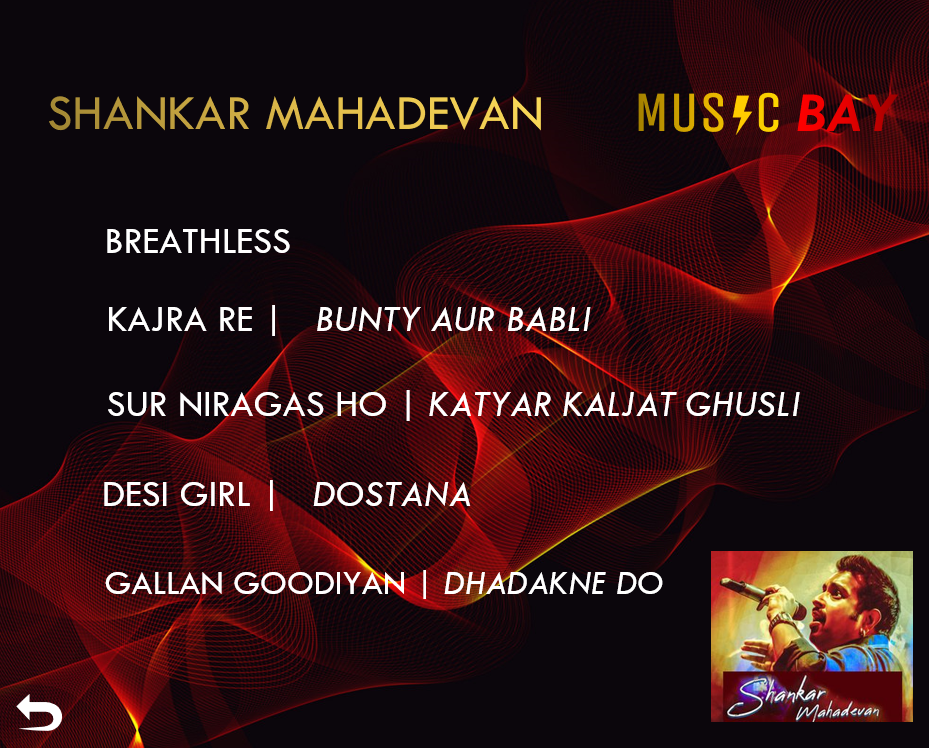 SHANKAR MAHADEVAN
MUSIC BAY
BREATHLESS
KAJRA RE | BUNTY AUR BABLI
SUR NIRAGAS HO | KATYAR KALJAT GHUSLI
DESI GIRL | DOSTANA
GALLAN GOODIYAN | DHADAKNE DO
Shankar
Mahadevan